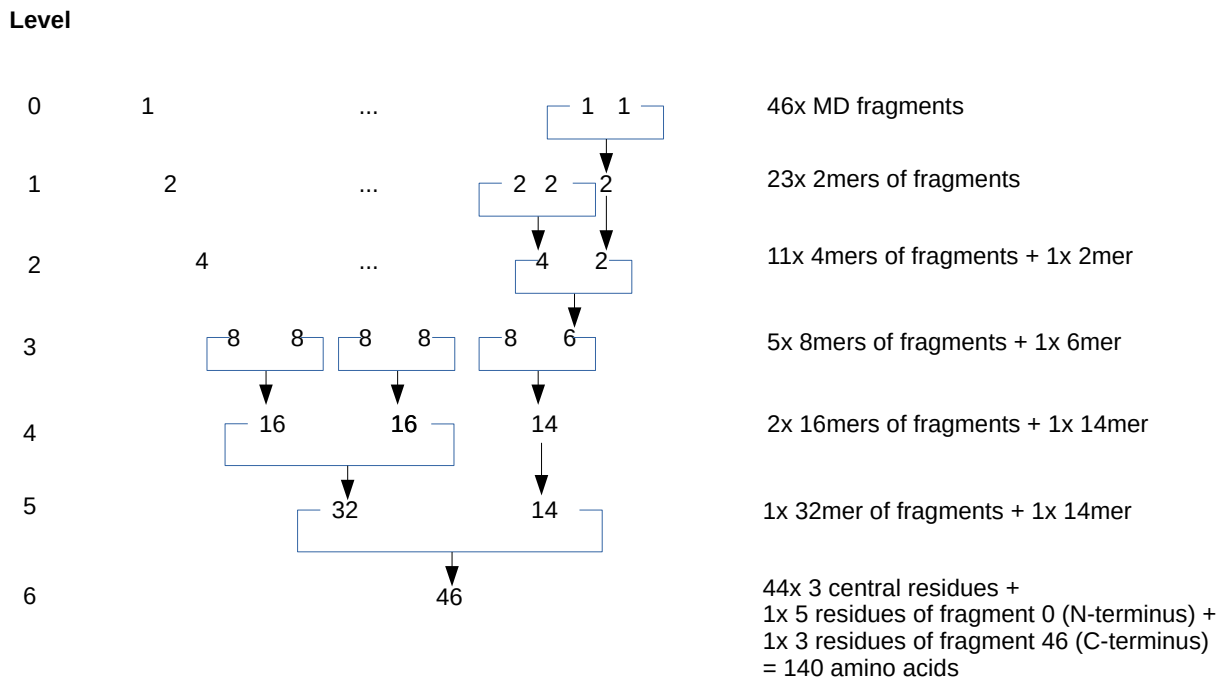 Level
0 1 ... 1 1 46x MD fragments
1 2 ... 2 2 2 23x 2mers of fragments
2 4 ... 4 2 11x 4mers of fragments + 1x 2mer
3 8 8 8 8 8 6 5x 8mers of fragments + 1x 6mer
4 16 16 14 2x 16mers of fragments + 1x 14mer
5 32 14 1x 32mer of fragments + 1x 14mer
6 46 44x 3 central residues +
1x 5 residues of fragment 0 (N-terminus) +
1x 3 residues of fragment 46 (C-terminus)
= 140 amino acids